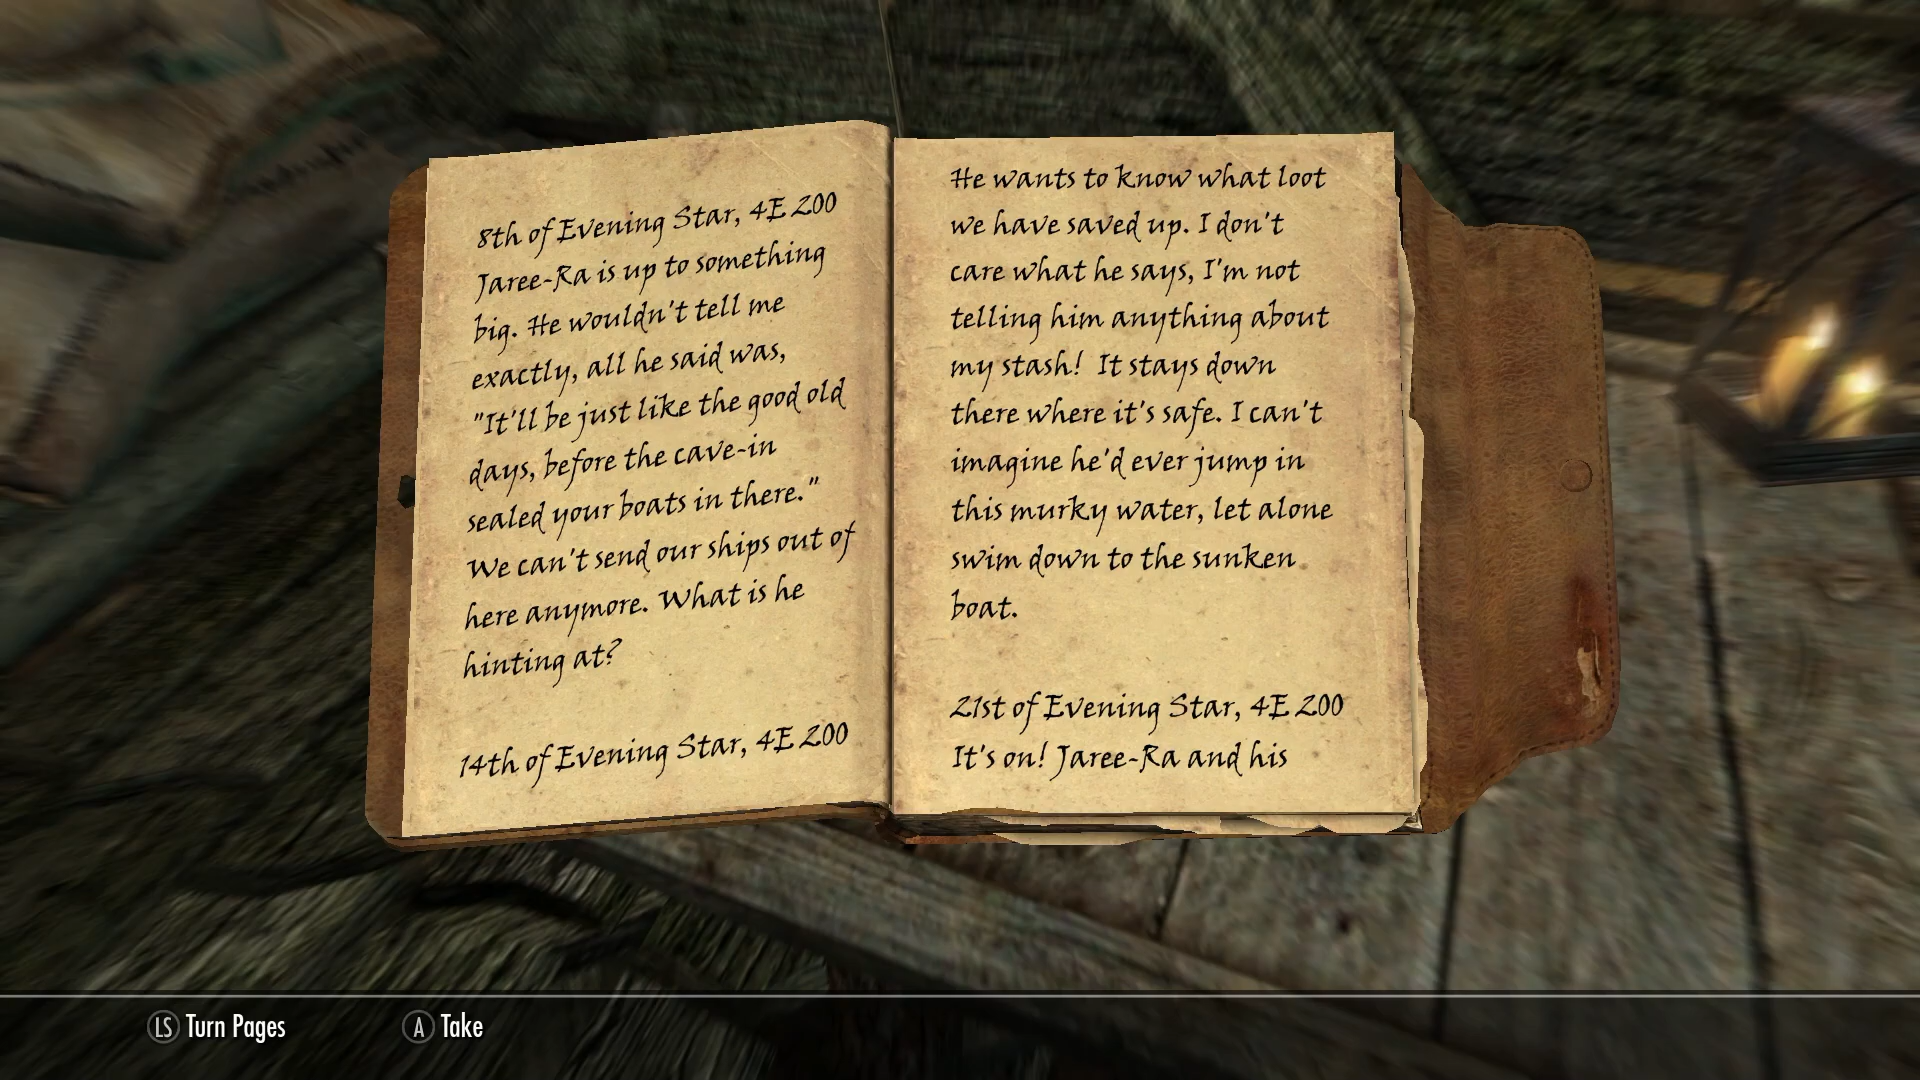 8th of Evening Star, 4E 200
Jaree-Ra is up to something
big. He wouldn't tell me
exactly, all he said was,
"It'll be just like the good old
days, before the cave-in
sealed your boats in there."
We can't send our ships out of
here anymore. What is he
hinting at?
14th of Evening Star, 4E 200
He wants to know what loot
we have saved up. I don't
care what he says, I'm not
telling him anything about
my stash! It stays down
there where it's safe. I can't
imagine he'd ever jump in
this murky water, let alone
swim down to the sunken
boat.
21st of Evening Star, 4E 200
It's on! Jaree-Ra and his
LS Turn Pages
A Take